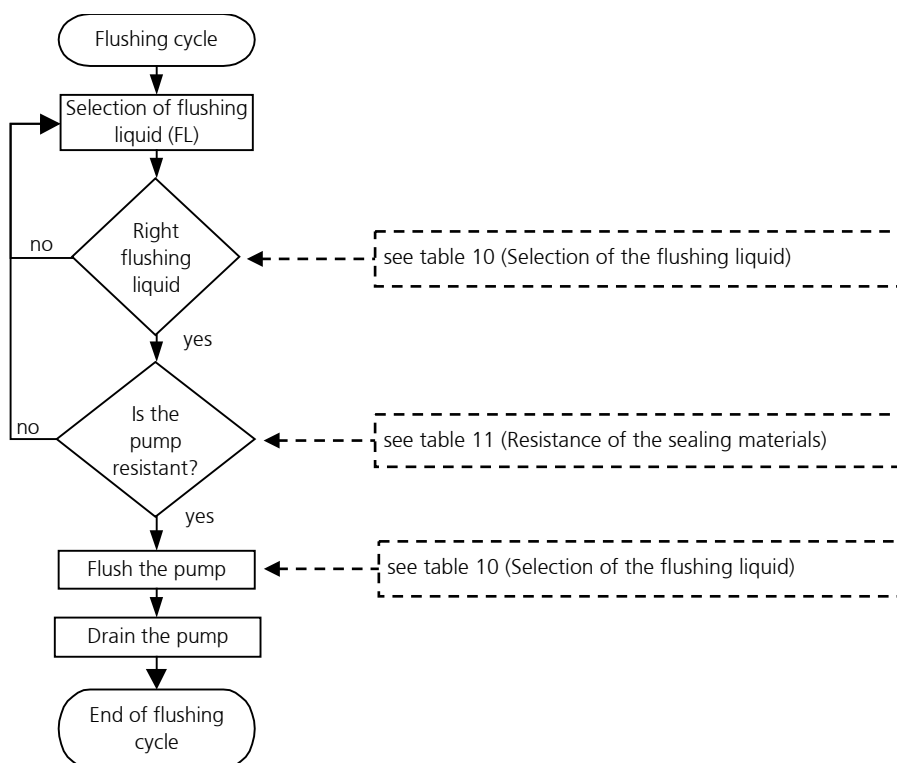 Flushing cycle
Selection of flushing
liquid (FL)
Right
flushing
liquid
no
see table 10 (Selection of the flushing liquid)
yes
Is the
pump
resistant?
no
see table 11 (Resistance of the sealing materials)
yes
Flush the pump
see table 10 (Selection of the flushing liquid)
Drain the pump
End of flushing
cycle